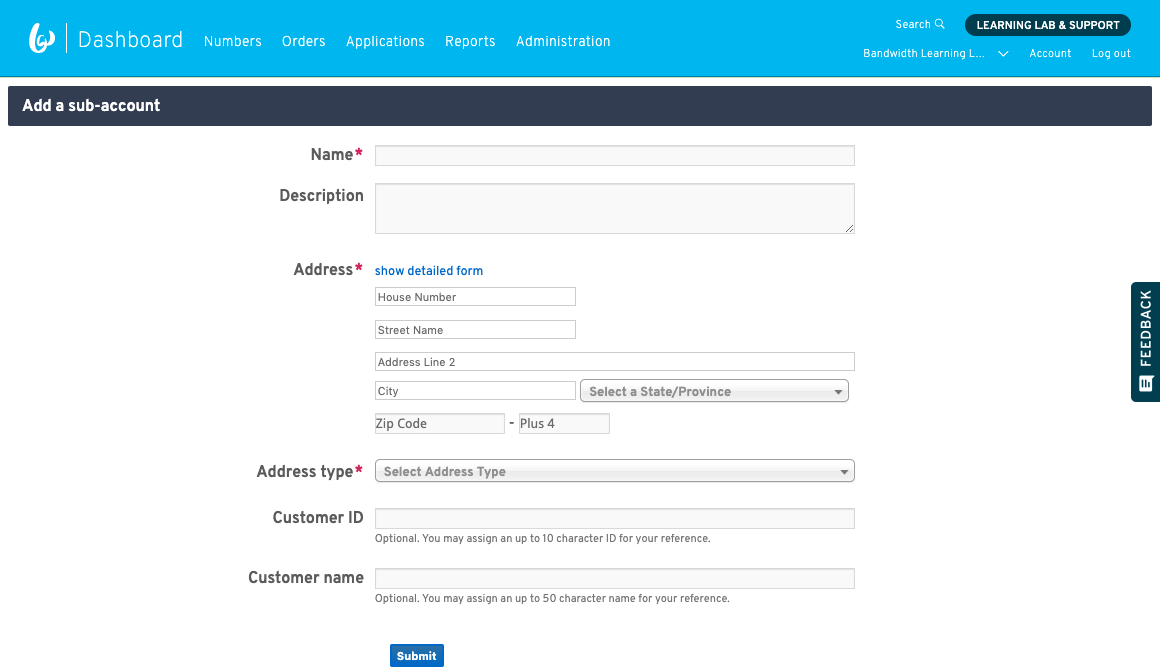 Search
LEARNING LAB & SUPPORT
Dashboard Numbers Orders Applications Reports Administration
Bandwidth Learning L... Account Log out
Add a sub-account
Name*
Description
Address* show detailed form
House Number
Street Name
Address Line 2
City Select a State/Province
Zip Code - Plus 4
FEEDBACK
Address type* Select Address Type
Customer ID
Optional. You may assign an up to 10 character ID for your reference.
Customer name
Optional. You may assign an up to 50 character name for your reference.
Submit